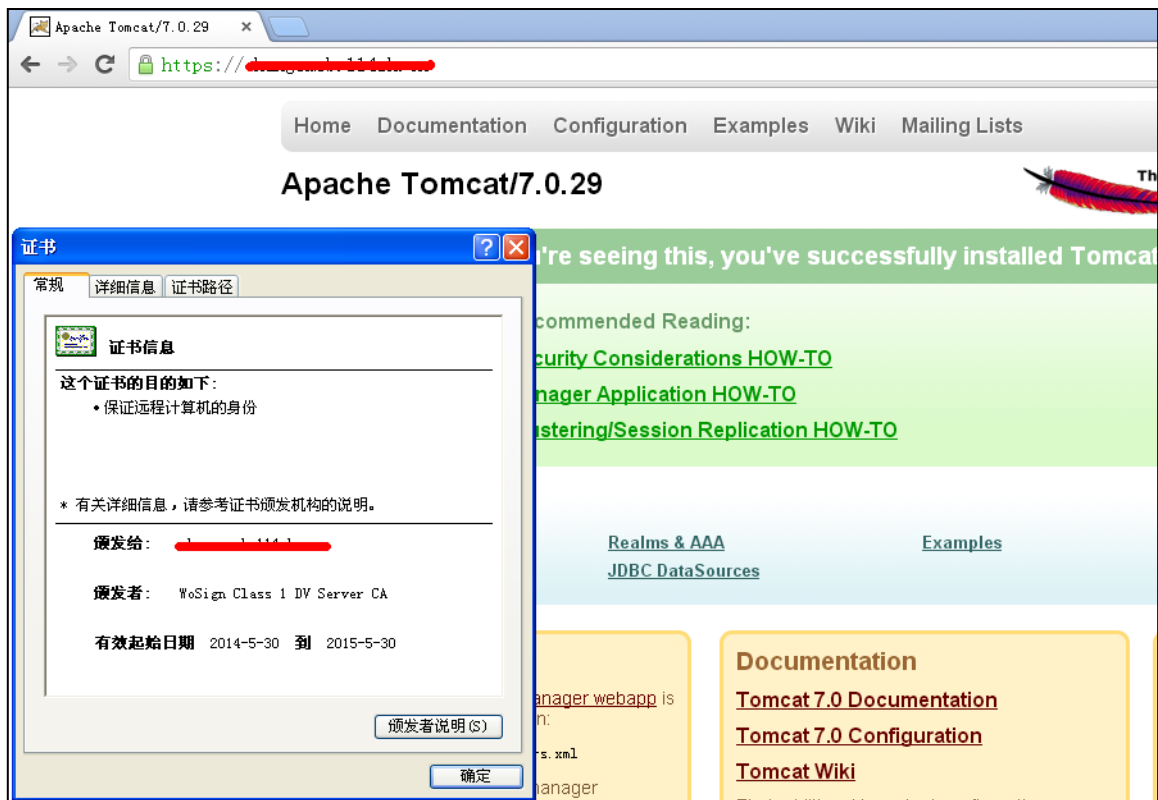 Apache Tomcat/7.0.29
https://
Home Documentation Configuration Examples Wiki Mailing Lists
Apache Tomcat/7.0.29
Th
're seeing this, you've successfully installed Tomcat
证书
常规 详细信息 证书路径
证书信息
这个证书的目的如下:
•保证远程计算机的身份
* 有关详细信息,请参考证书颁发机构的说明。
颁发给:
颁发者: WoSign Class 1 DV Server CA
有效起始日期 2014-5-30 到 2015-5-30
颁发者说明(S)
确定
commended Reading:
curity Considerations HOW-TO
nager Application HOW-TO
ustering/Session Replication HOW-TO
Realms & AAA
JDBC DataSources
Examples
anager webapp is
n:
s.xml
manager
Documentation
Tomcat 7.0 Documentation
Tomcat 7.0 Configuration
Tomcat Wiki